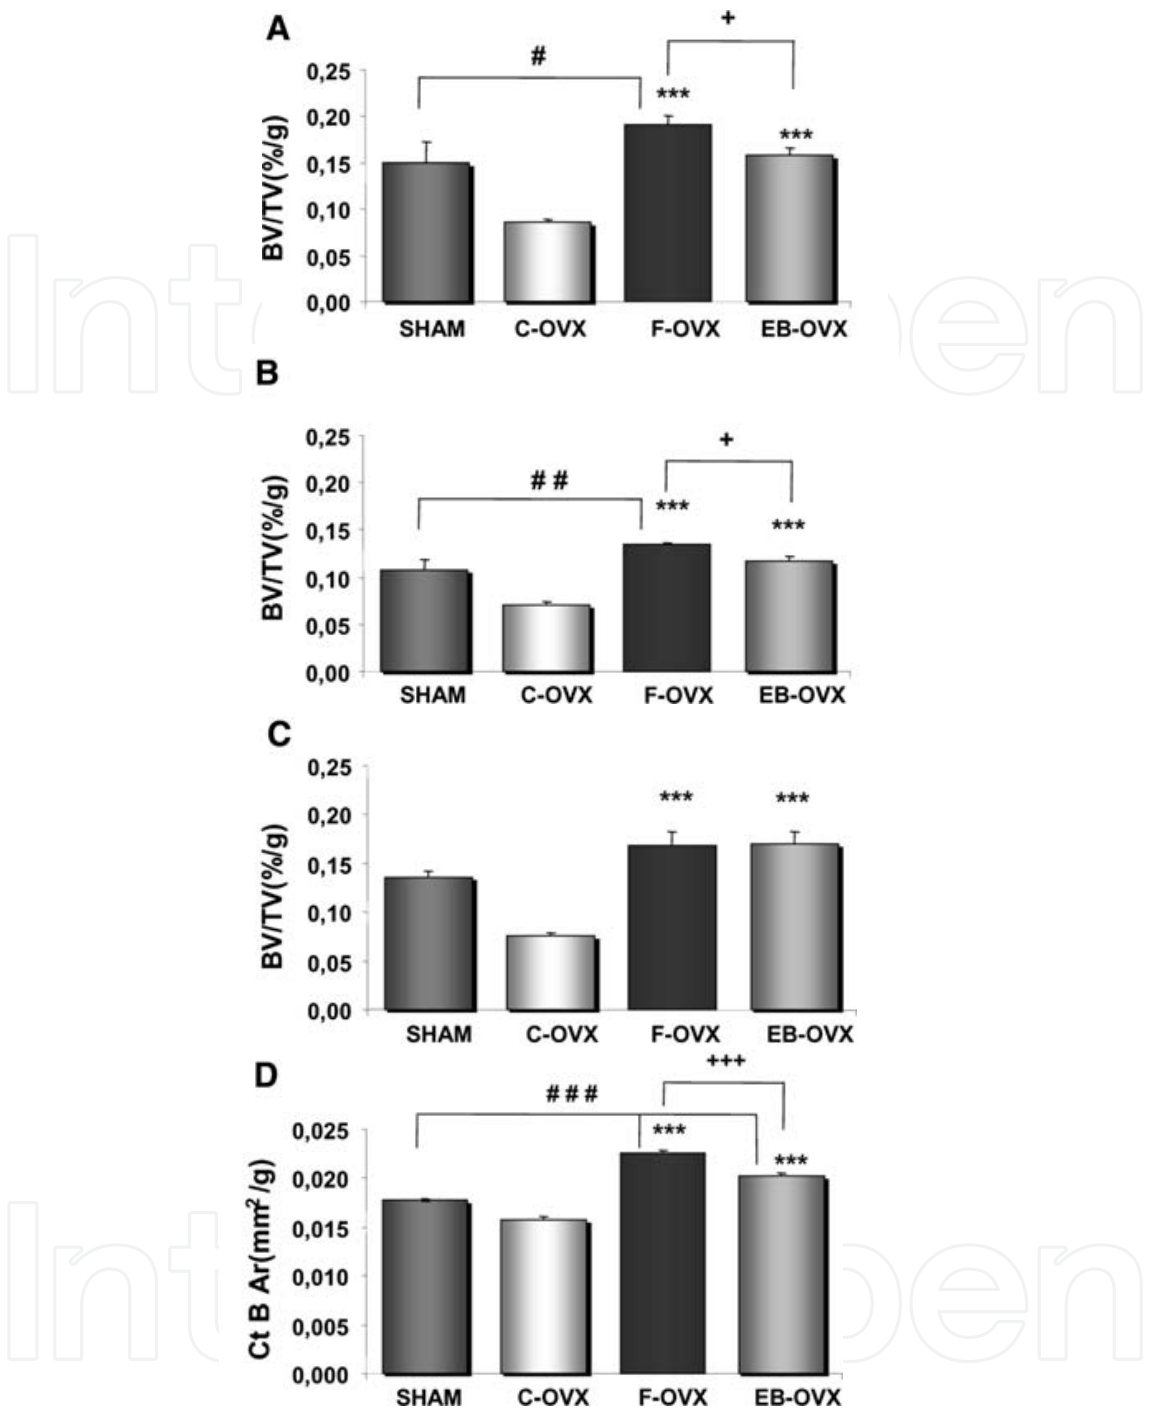 A
+
#
0,25
***
0,20
***
0,15
0,10
0,05
0,00
BV/TV(%/g)
SHAM C-OVX F-OVX EB-OVX
B
0,25
+
# #
0,20
***
***
0,15
0,10
0,05
0,00
BV/TV(%/g)
SHAM C-OVX F-OVX EB-OVX
C
0,25
*** ***
0,20
0,15
0,10
0,05
0,00
BV/TV(%/g)
SHAM C-OVX F-OVX EB-OVX
D
+++
# # #
0,025
***
***
0,020
0,015
0,010
0,005
0,000
Ct B Ar(mm² /g)
SHAM C-OVX F-OVX EB-OVX